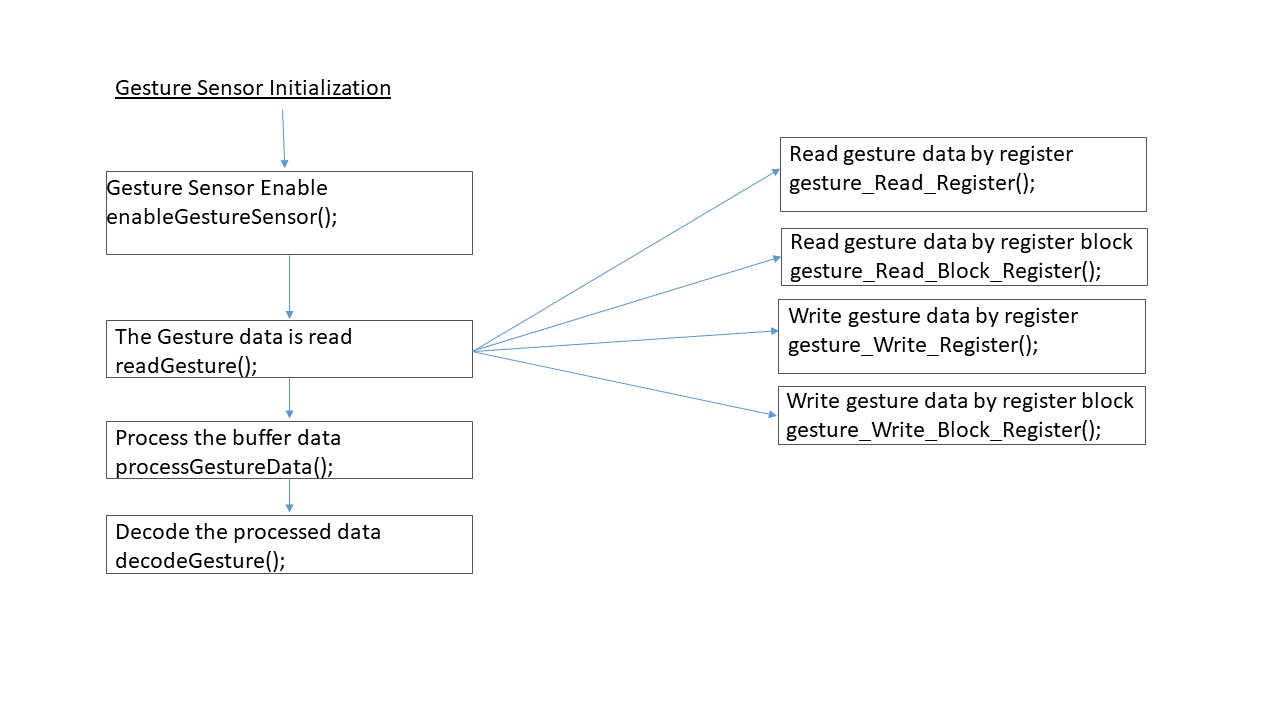 Gesture Sensor Initialization
Gesture Sensor Enable
enableGestureSensor();
The Gesture data is read
readGesture();
Process the buffer data
processGestureData();
Decode the processed data
decodeGesture();
Read gesture data by register
gesture_Read_Register();
Read gesture data by register block
gesture_Read_Block_Register();
Write gesture data by register
gesture_Write_Register();
Write gesture data by register block
gesture_Write_Block_Register();